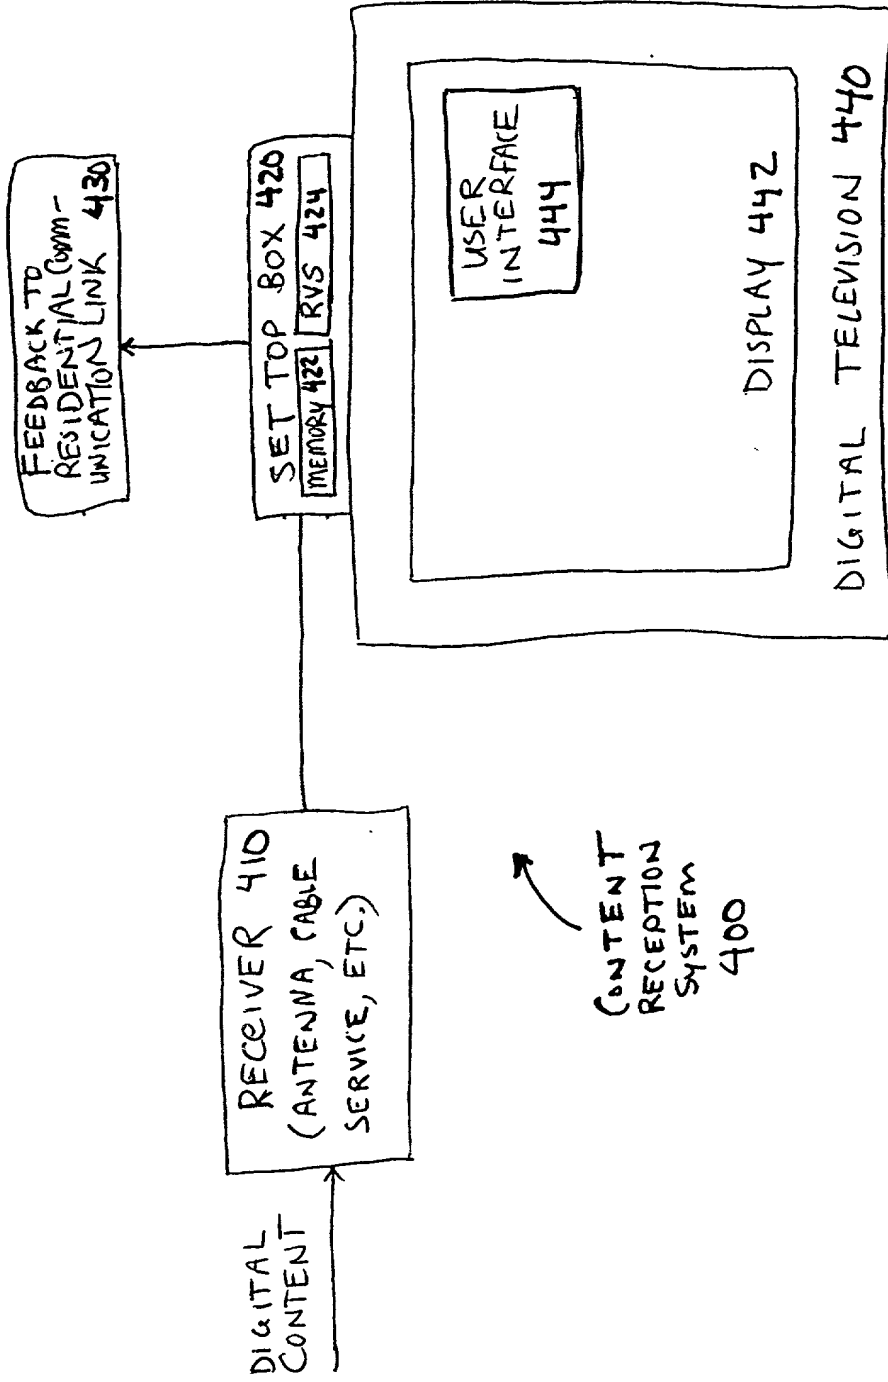 FEEDBACK TO
RESIDENTIAL COMM-
UNICATION LINK 430
SET TOP BOX 420
MEMORY 422
RVS 424
USER
INTERFACE
444
DISPLAY 442
DIGITAL TELEVISION 440
RECEIVER 410
(ANTENNA, CABLE
SERVICE, ETC.)
DIGITAL
CONTENT
CONTENT
RECEPTION
SYSTEM
400